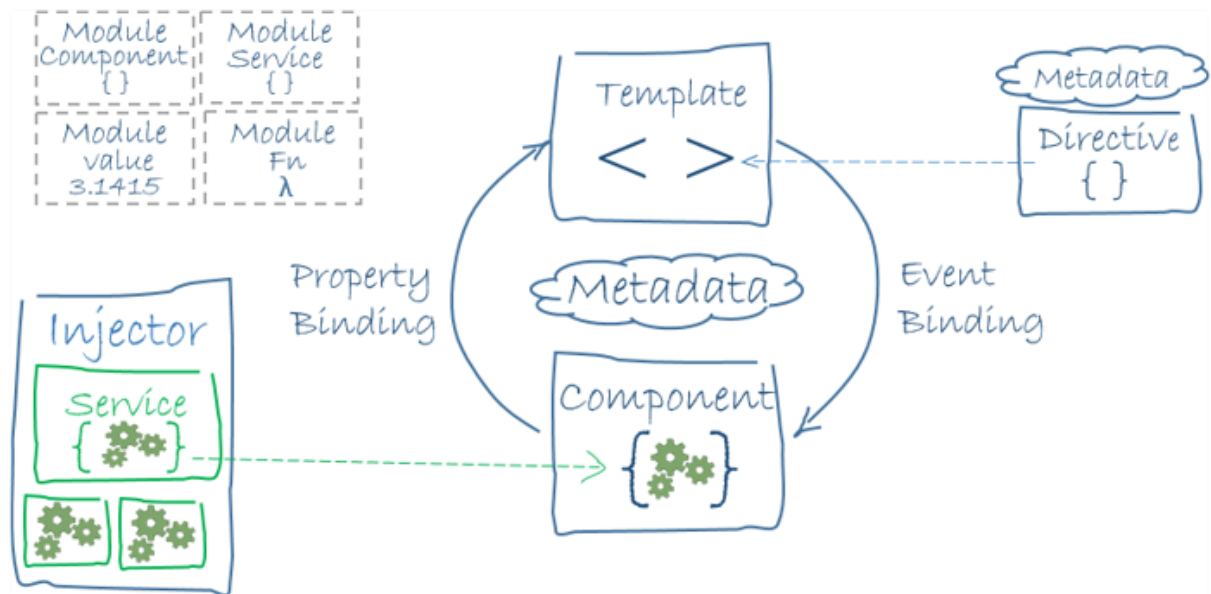 Module
Component
{ }
Module
Service
{ }
Module
value
3.1415
Module
Fn
λ
Template
< >
Metadata
Directive
{ }
Property
Binding
Metadata
Event
Binding
Injector
Service
{ }
Component
{ }